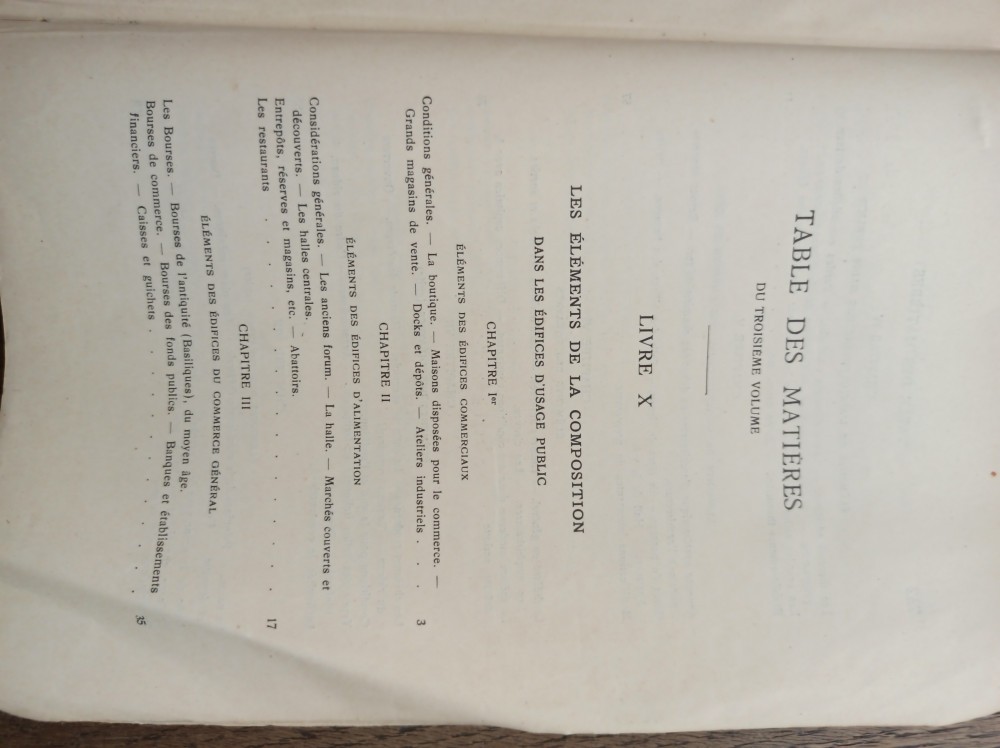 TABLE DES MATIÈRES
DU TROISIEME VOLUME
LIVRE X
LES ÉLÉMENTS DE LA COMPOSITION
DANS LES ÉDIFICES D'USAGE PUBLIC
CHAPITRE Ier
ÉLÉMENTS DES ÉDIFICES COMMERCIAUX
Conditions générales. — La boutique. — Maisons disposées pour le commerce. —
Grands magasins de vente. — Docks et dépôts. — Ateliers industriels . . . 3
CHAPITRE II
ÉLÉMENTS DES ÉDIFICES D'ALIMENTATION
Considérations générales. — Les anciens forum. — La halle. — Marchés couverts et
découverts. — Les halles centrales.
Entrepôts, réserves et magasins, etc. — Abattoirs.
Les restaurants . . . . . . . . . . . 17
CHAPITRE III
ÉLÉMENTS DES ÉDIFICES DU COMMERCE GÉNÉRAL
Les Bourses. — Bourses de l'antiquité (Basiliques), du moyen âge.
Bourses de commerce. — Bourses des fonds publics. — Banques et établissements
financiers. — Caisses et guichets . . . . . . . . 35